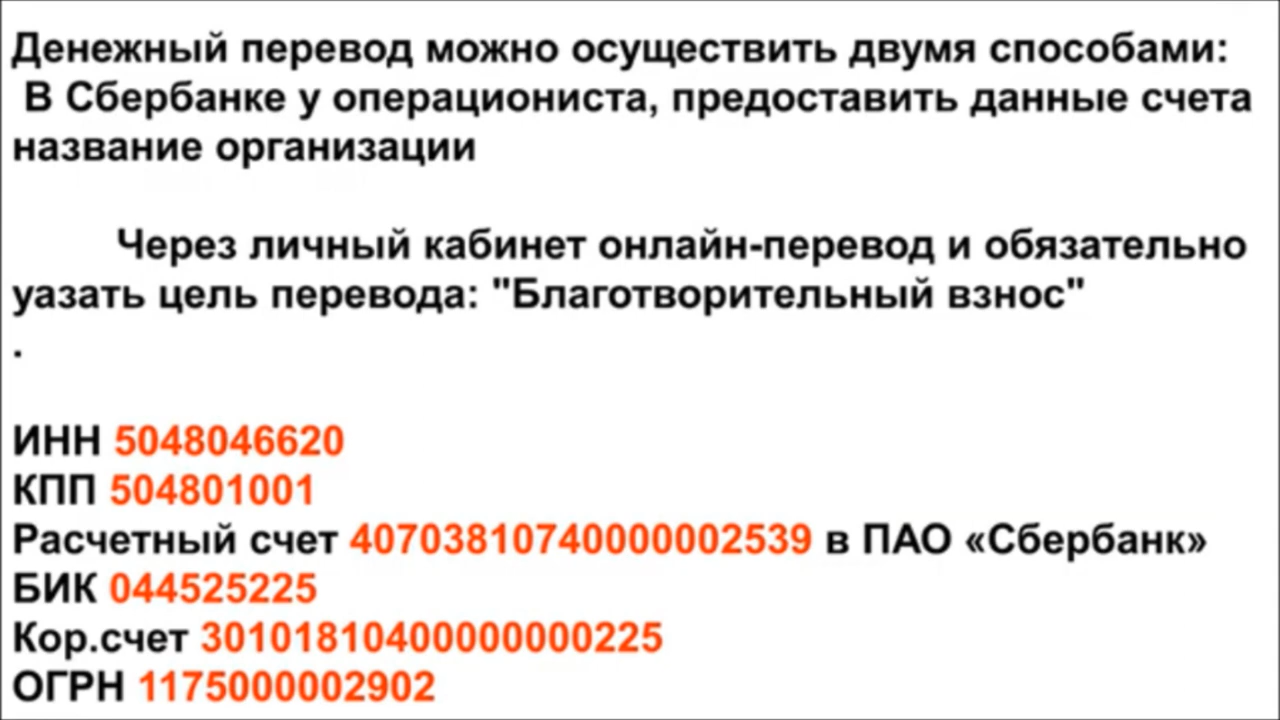 Денежный перевод можно осуществить двумя способами:
В Сбербанке у операциониста, предоставить данные счета
название организации
Через личный кабинет онлайн-перевод и обязательно
уазать цель перевода: "Благотворительный взнос"
.
ИНН 5048046620
КПП 504801001
Расчетный счет 40703810740000002539 в ПАО «Сбербанк»
БИК 044525225
Кор.счет 30101810400000000225
ОГРН 1175000002902